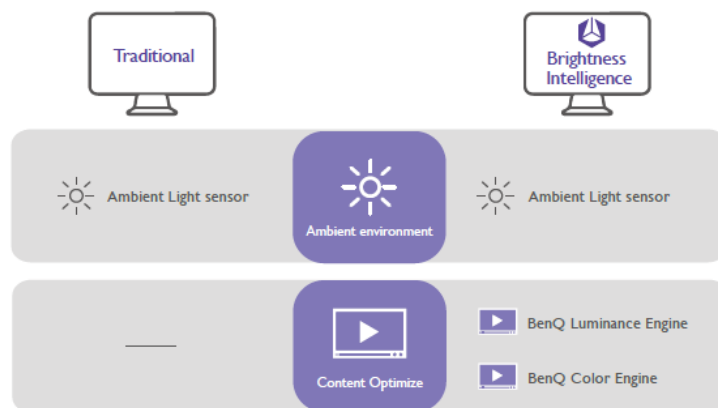 Traditional
Brightness
Intelligence
Ambient Light sensor
Ambient environment
Ambient Light sensor
Content Optimize
BenQ Luminance Engine
BenQ Color Engine